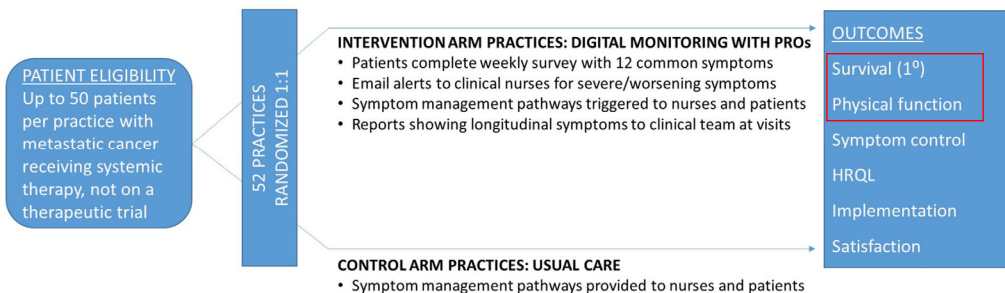 PATIENT ELIGIBILITY
Up to 50 patients
per practice with
metastatic cancer
receiving systemic
therapy, not on a
therapeutic trial
52 PRACTICES
RANDOMIZED 1:1
INTERVENTION ARM PRACTICES: DIGITAL MONITORING WITH PROs
• Patients complete weekly survey with 12 common symptoms
• Email alerts to clinical nurses for severe/worsening symptoms
• Symptom management pathways triggered to nurses and patients
• Reports showing longitudinal symptoms to clinical team at visits
CONTROL ARM PRACTICES: USUAL CARE
• Symptom management pathways provided to nurses and patients
OUTCOMES
Survival (1⁰)
Physical function
Symptom control
HRQL
Implementation
Satisfaction